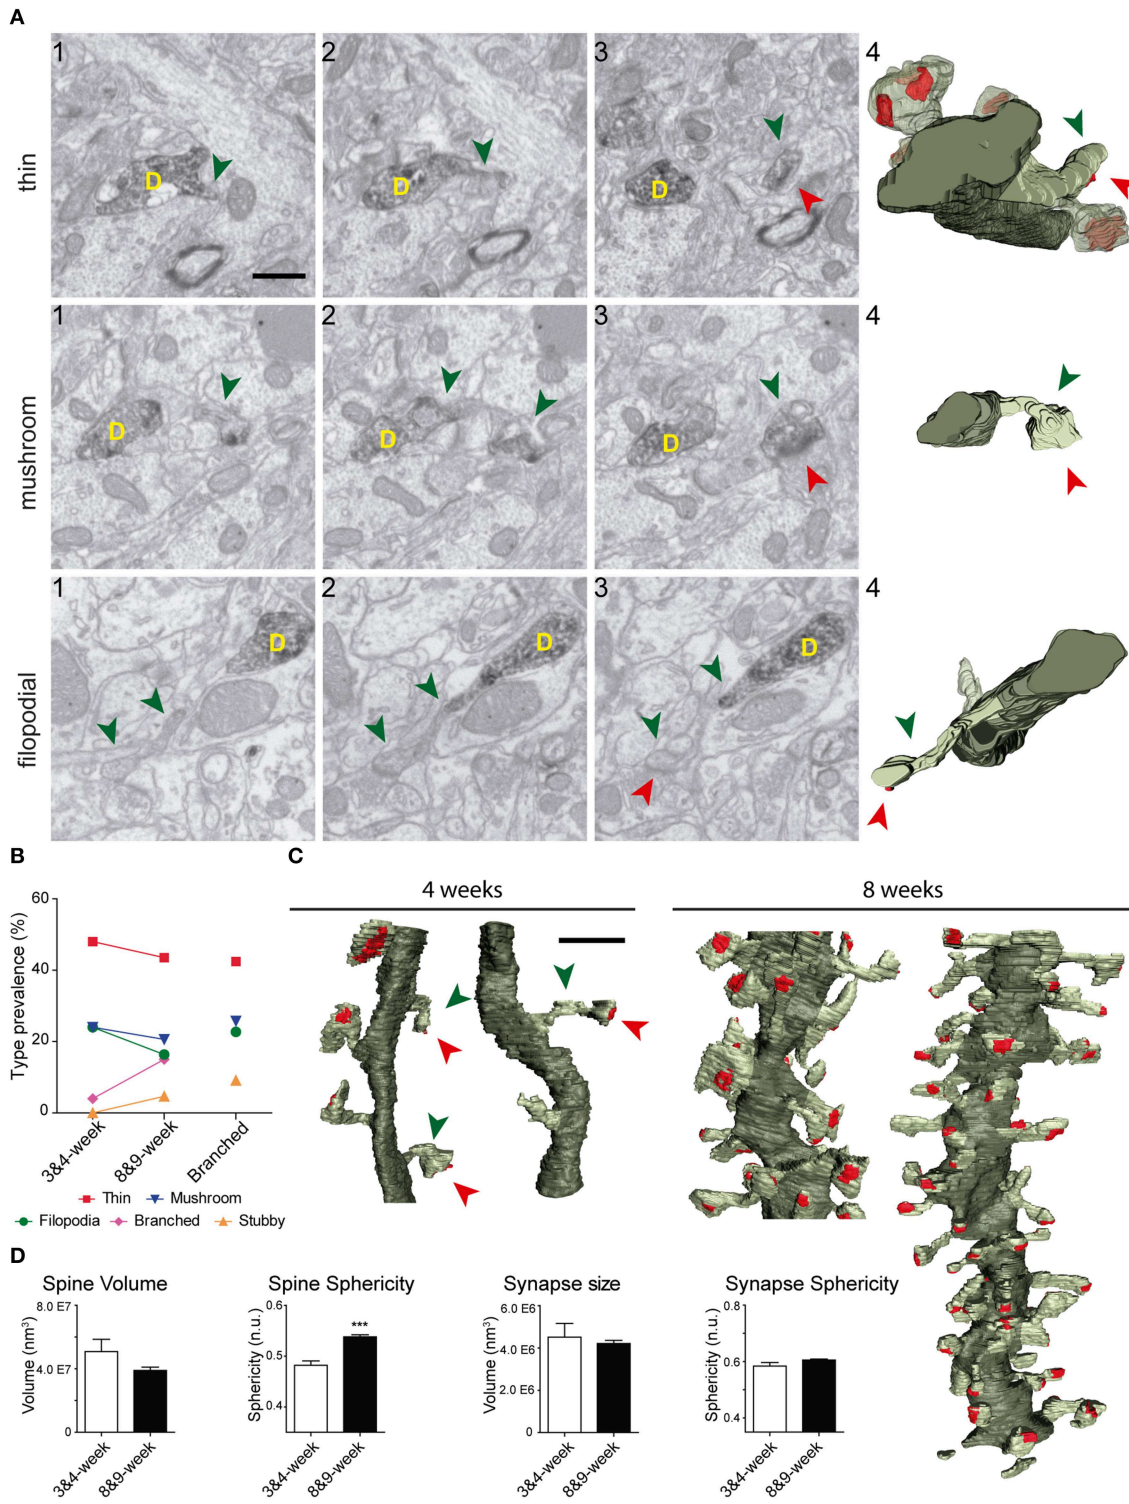 A
thin
1
2
3
4
D
D
D
mushroom
1
2
3
4
D
D
D
filopodial
1
2
3
4
D
D
D
B
Type prevalence (%)
60
40
20
0
3&4-week
8&9-week
Branched
Thin
Mushroom
Filopodia
Branched
Stubby
C
4 weeks
8 weeks
D
Spine Volume
Volume (nm³)
8.0 E7
4.0E7
0
3&4-week
8&9-week
Spine Sphericity
Sphericity (n.u.)
0.6
0.5
0.4
***
3&4-week
8&9-week
Synapse size
Volume (nm³)
6.0 E6
4.0 E6
2.0 E6
0
3&4-week
8&9-week
Synapse Sphericity
Sphericity (n.u.)
0.8
0.6
0.4
3&4-week
8&9-week